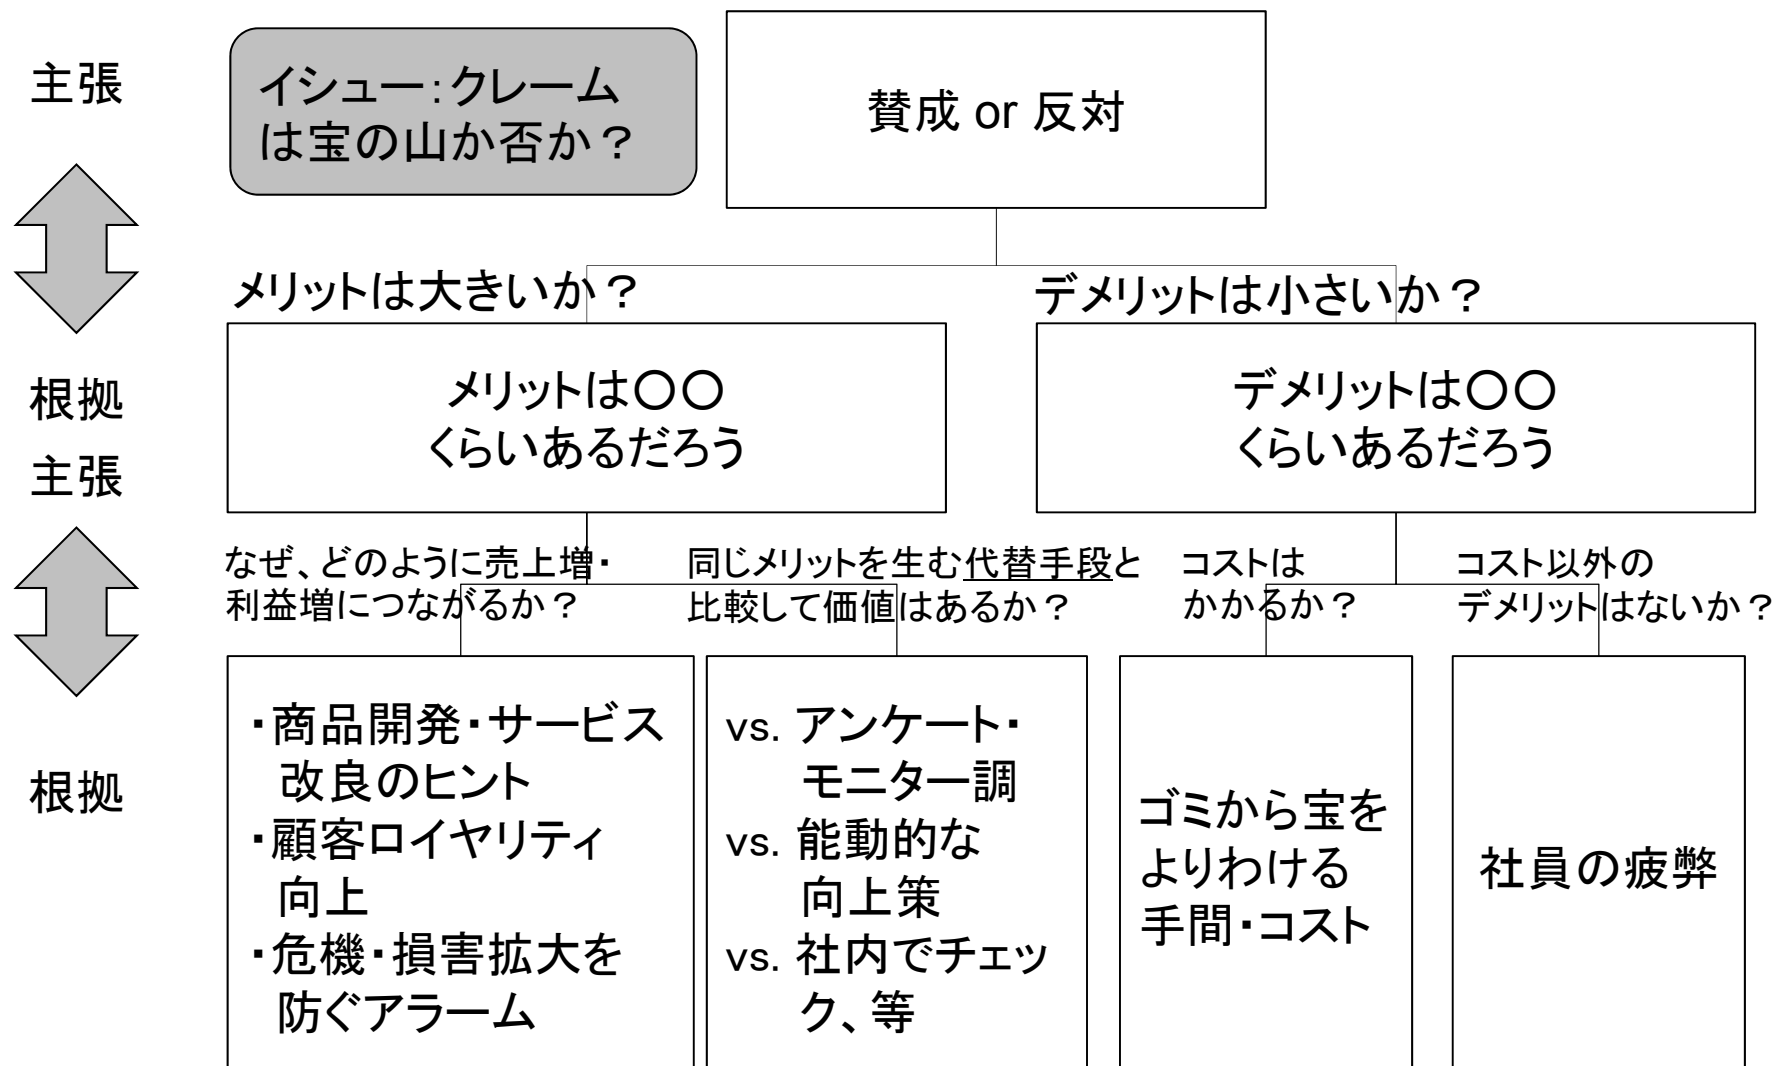 主張
イシュー：クレーム
は宝の山か否か？
賛成 or 反対
メリットは大きいか？
デメリットは小さいか？
根拠
主張
メリットは〇〇
くらいあるだろう
デメリットは〇〇
くらいあるだろう
なぜ、どのように売上増・
利益増につながるか？
同じメリットを生む代替手段と
比較して価値はあるか？
コストは
かかるか？
コスト以外の
デメリットはないか？
根拠
・商品開発・サービス
改良のヒント
・顧客ロイヤリティ
向上
・危機・損害拡大を
防ぐアラーム
vs. アンケート・
モニター調
vs. 能動的な
向上策
vs. 社内でチェッ
ク、等
ゴミから宝を
よりわける
手間・コスト
社員の疲弊